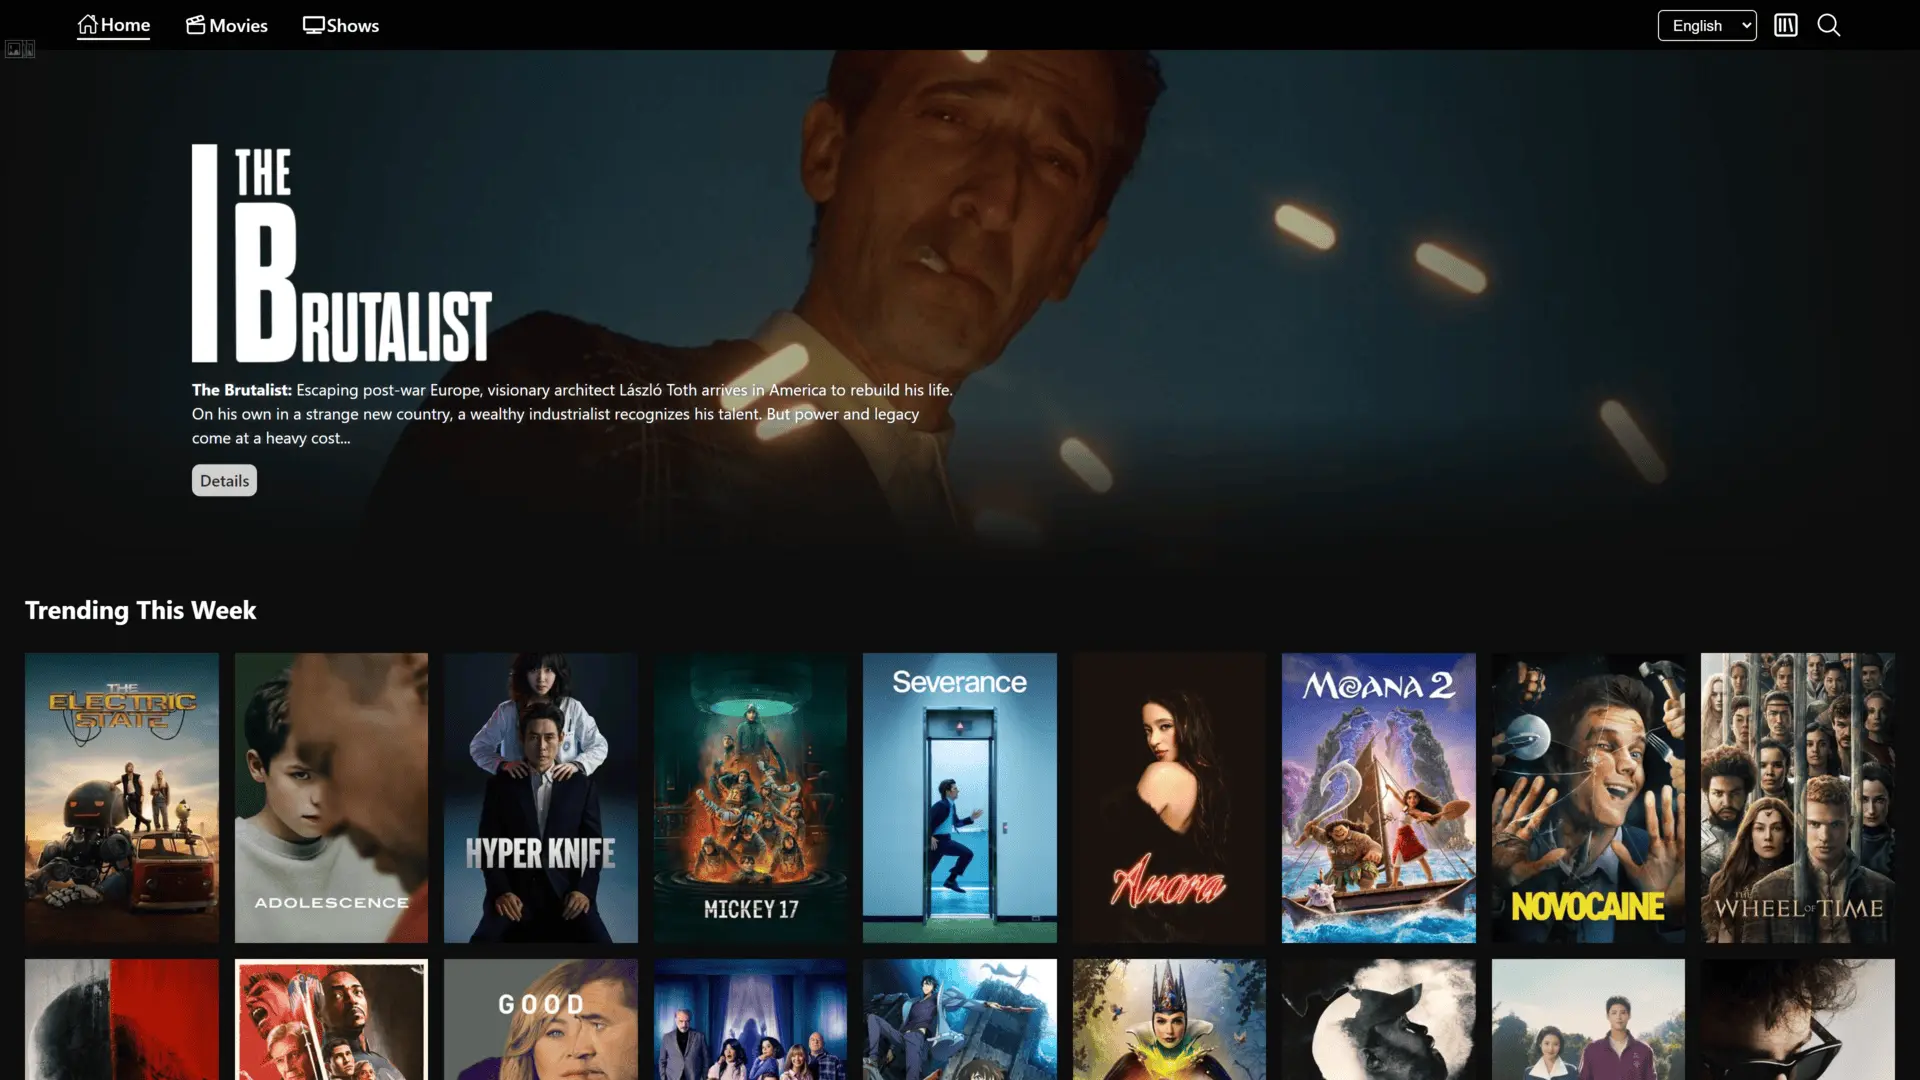 Home
Movies
Shows
English
THE
BRUTALIST
The Brutalist: Escaping post-war Europe, visionary architect László Toth arrives in America to rebuild his life.
On his own in a strange new country, a wealthy industrialist recognizes his talent. But power and legacy
come at a heavy cost...
Details
Trending This Week
THE
ELECTRIC
STATE
ADOLESCENCE
HYPER KNIFE
MICKEY 17
Severance
Anora
MOANA 2
NOVOCAINE
THE
WHEEL OF TIME
GOOD